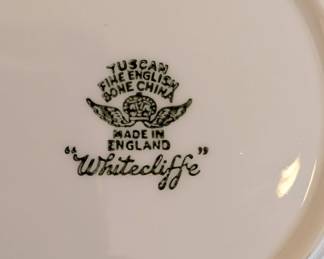 TUSCAN
FINE ENGLISH
BONE CHINA
MADE IN
ENGLAND
"Whitecliffe"